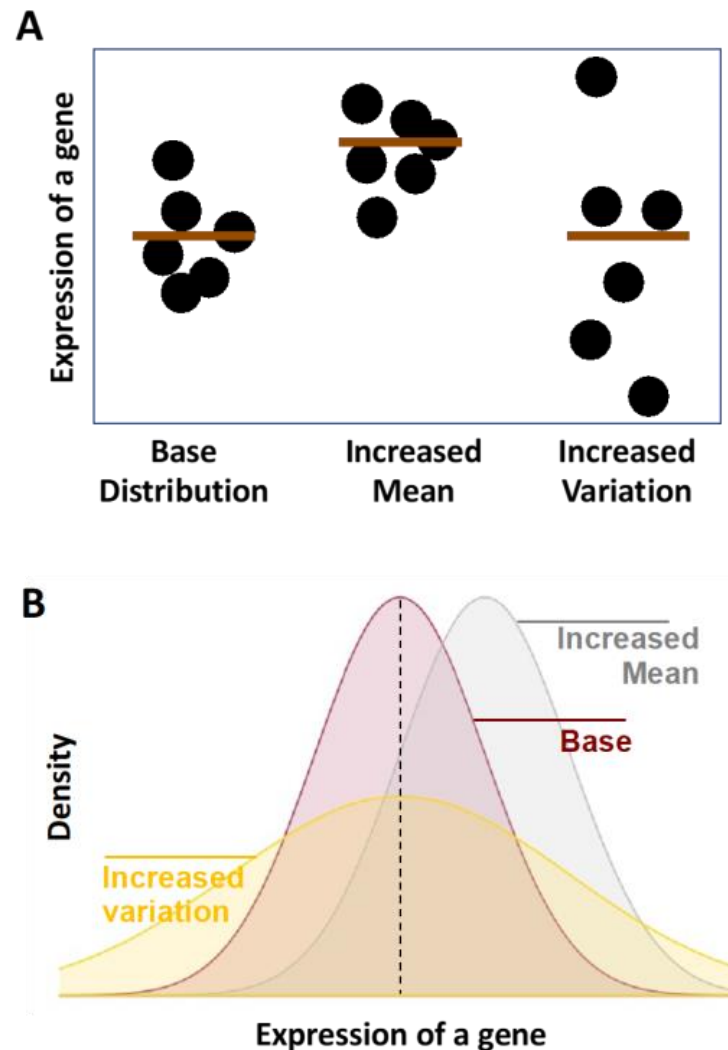 A
Expression of a gene
Base
Distribution
Increased
Mean
Increased
Variation
B
Density
Increased
Mean
Base
Increased
variation
Expression of a gene